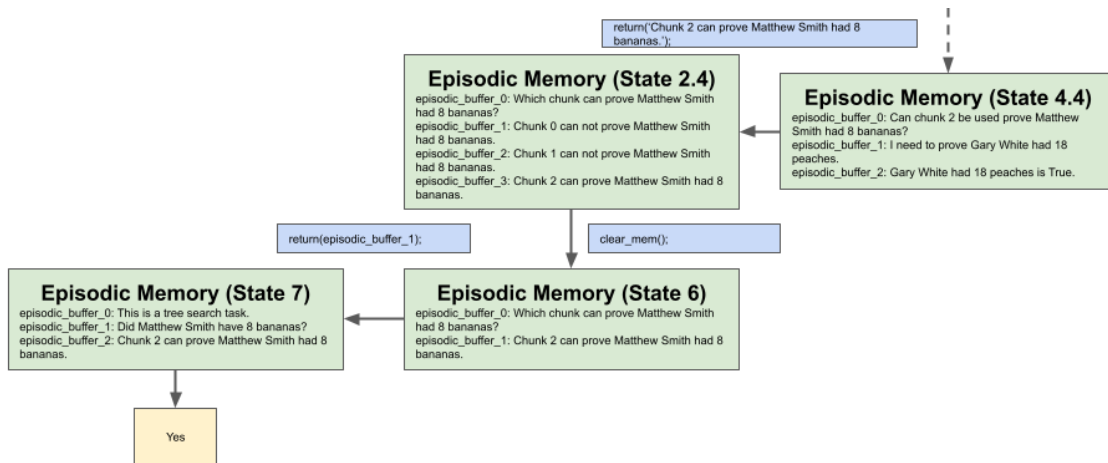 return('Chunk 2 can prove Matthew Smith had 8
bananas.');
Episodic Memory (State 2.4)
episodic_buffer_0: Which chunk can prove Matthew Smith
had 8 bananas?
episodic_buffer_1: Chunk 0 can not prove Matthew Smith
had 8 bananas.
episodic_buffer_2: Chunk 1 can not prove Matthew Smith
had 8 bananas.
episodic_buffer_3: Chunk 2 can prove Matthew Smith had 8
bananas.
Episodic Memory (State 4.4)
episodic_buffer_0: Can chunk 2 be used prove Matthew
Smith had 8 bananas?
episodic_buffer_1: I need to prove Gary White had 18
peaches.
episodic_buffer_2: Gary White had 18 peaches is True.
return(episodic_buffer_1);
clear_mem();
Episodic Memory (State 7)
episodic_buffer_0: This is a tree search task.
episodic_buffer_1: Did Matthew Smith have 8 bananas?
episodic_buffer_2: Chunk 2 can prove Matthew Smith had 8
bananas.
Episodic Memory (State 6)
episodic_buffer_0: Which chunk can prove Matthew Smith
had 8 bananas?
episodic_buffer_1: Chunk 2 can prove Matthew Smith had 8
bananas.
Yes